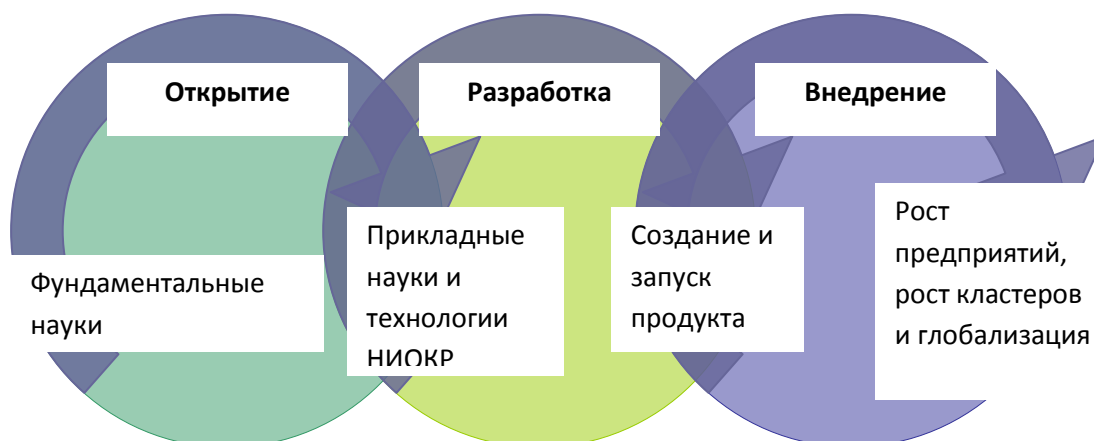 Открытие
Разработка
Внедрение
Фундаментальные
науки
Прикладные
науки и
технологии
НИОКР
Создание и
запуск
продукта
Рост
предприятий,
рост кластеров
и глобализация